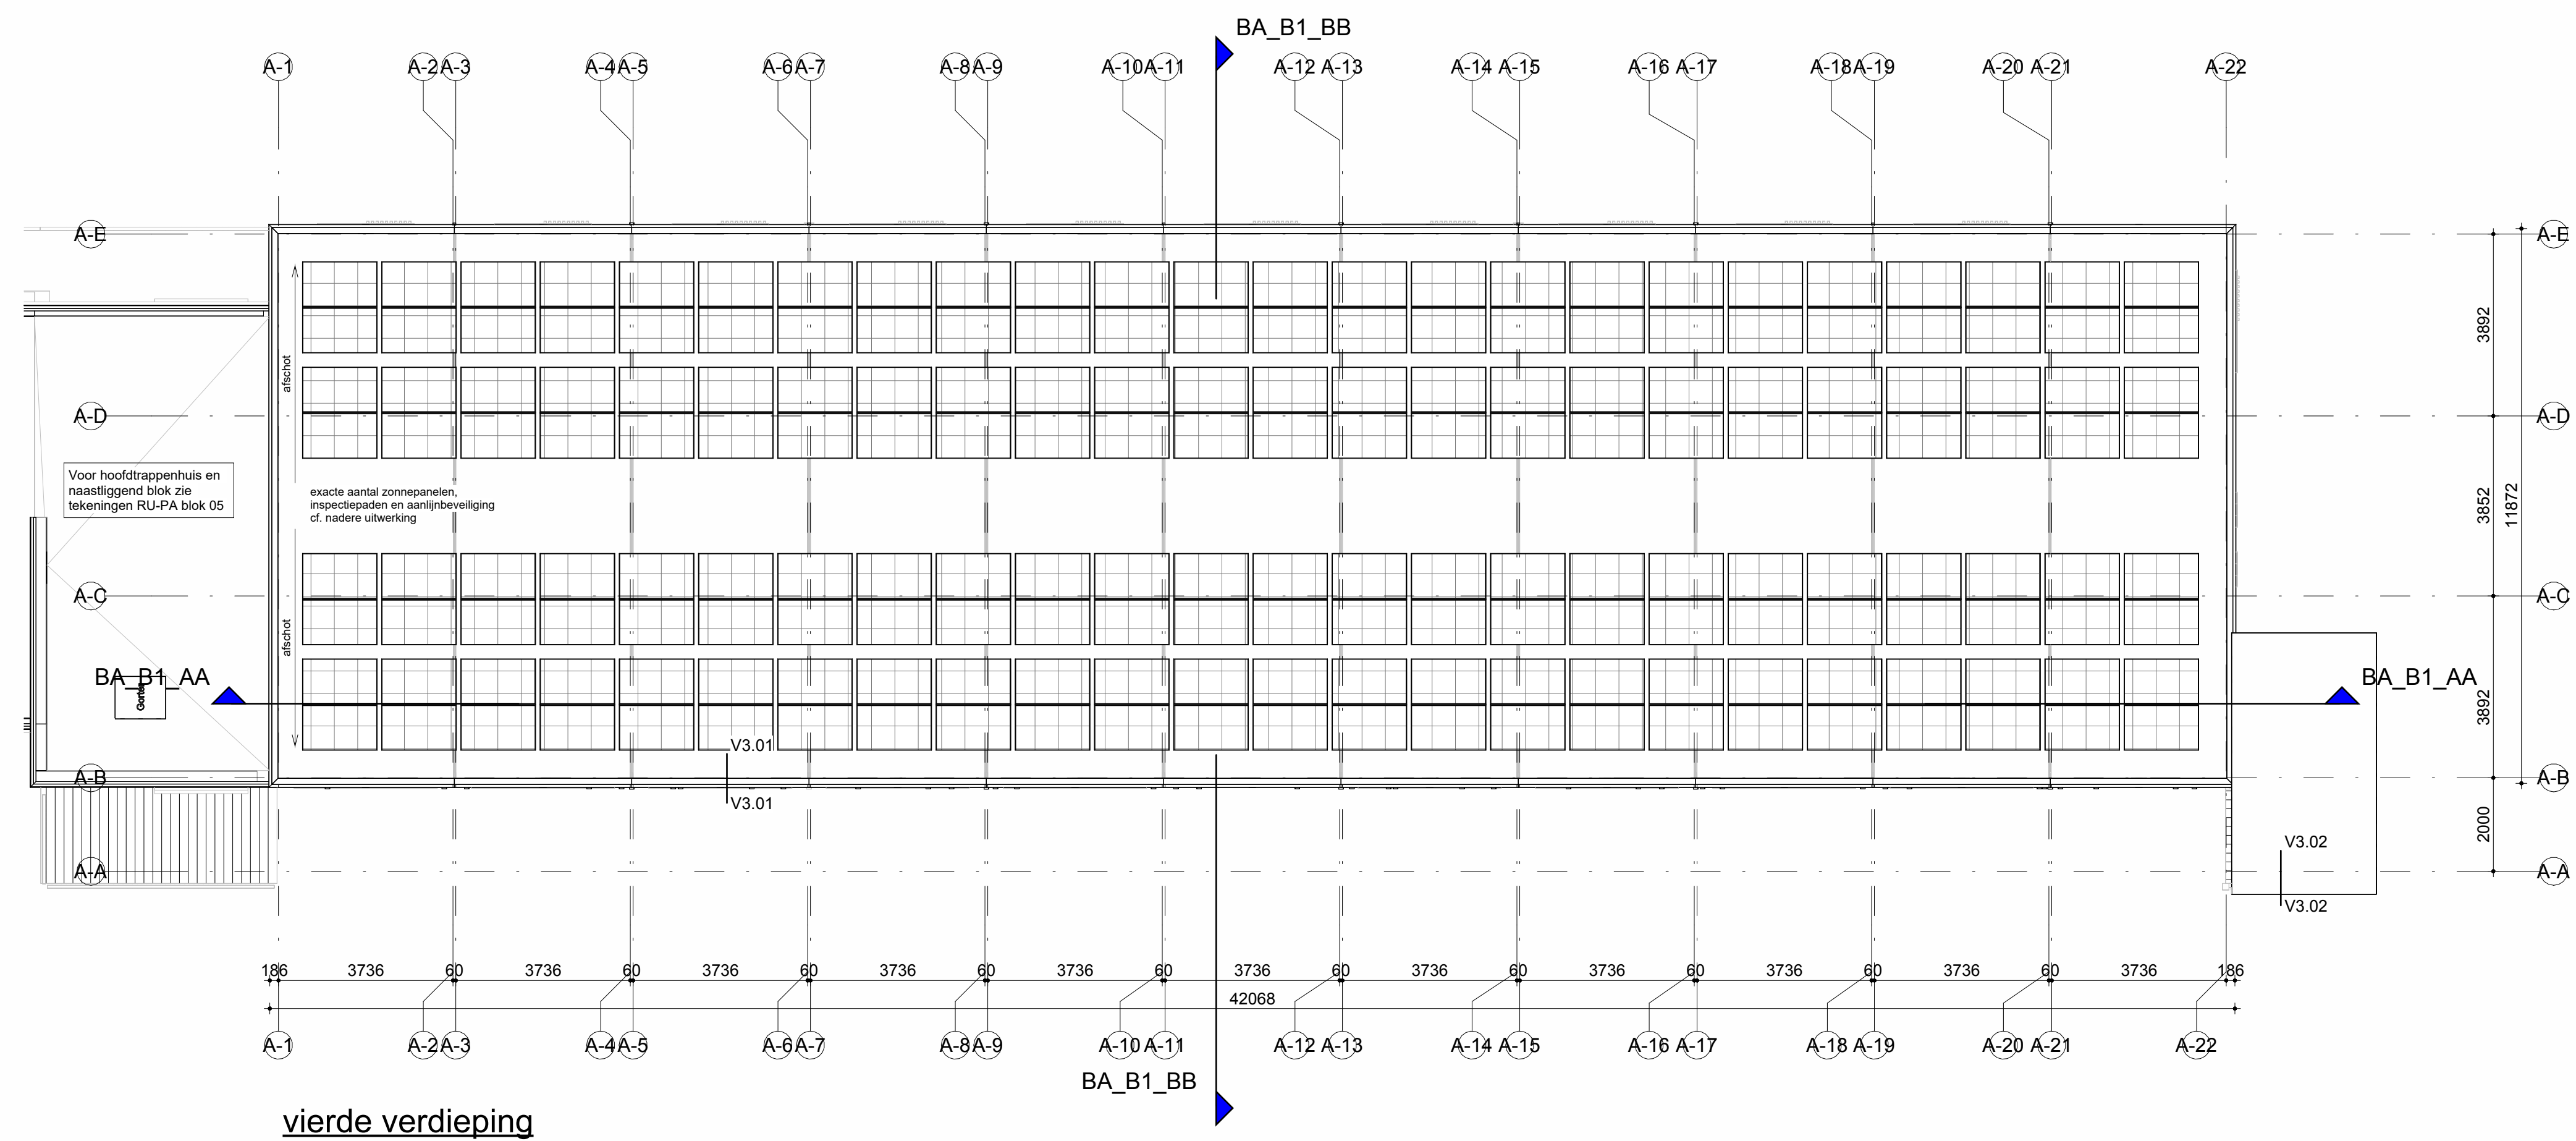 BA_B1_BB
A-1 A-2 A-3 A-4 A-5 A-6 A-7 A-8 A-9 A-10 A-11 A-12 A-13 A-14 A-15 A-16 A-17 A-18 A-19 A-20 A-21 A-22
A-E A-E
3892
afschot
A-D A-D
Voor hoofdtrappenhuis en
naastliggend blok zie
tekeningen RU-PA blok 05
exacte aantal zonnepanelen,
inspectiepaden en aanlijnbeveiliging
cf. nadere uitwerking
3852
11872
A-C A-C
afschot
BA_B1_AA BA_B1_AA
3892
V3.01
A-B A-B
V3.01
2000
V3.02
A-A A-A
V3.02
186 3736 60 3736 60 3736 60 3736 60 3736 60 3736 60 3736 60 3736 60 3736 60 3736 60 3736 186
42068
A-1 A-2 A-3 A-4 A-5 A-6 A-7 A-8 A-9 A-10 A-11 A-12 A-13 A-14 A-15 A-16 A-17 A-18 A-19 A-20 A-21 A-22
BA_B1_BB
vierde verdieping